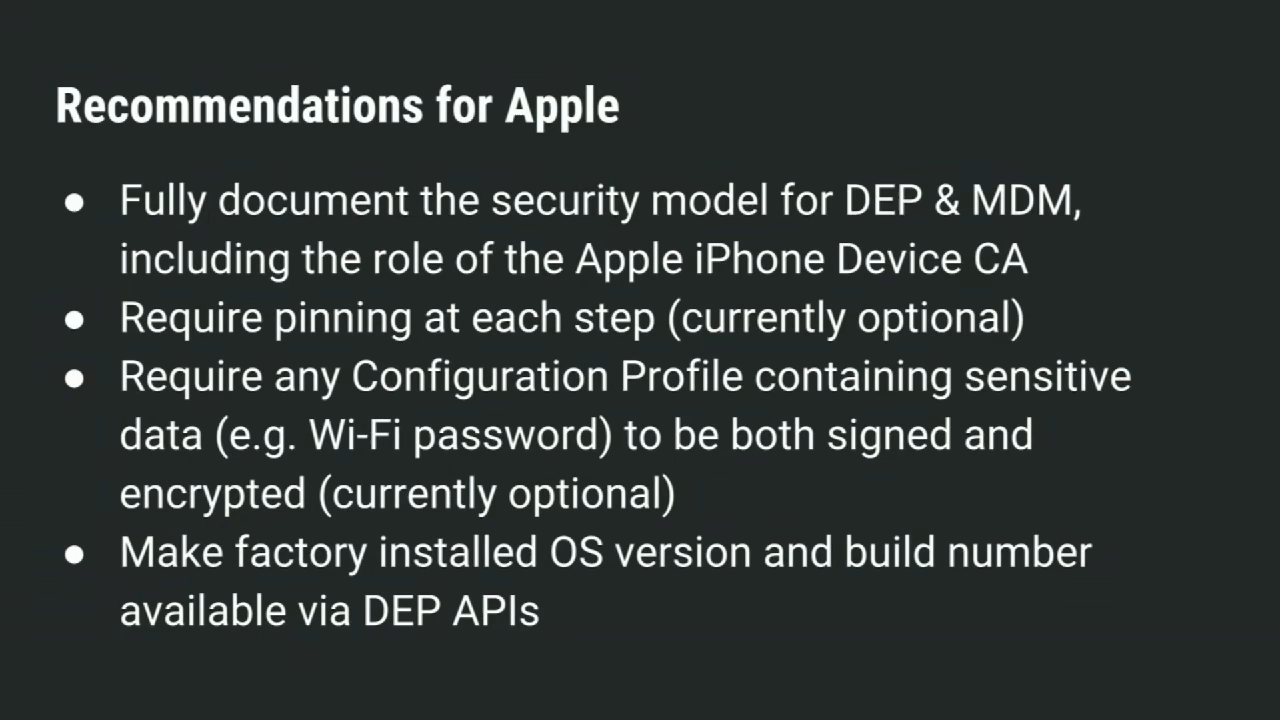 Recommendations for Apple
● Fully document the security model for DEP & MDM,
including the role of the Apple iPhone Device CA
● Require pinning at each step (currently optional)
● Require any Configuration Profile containing sensitive
data (e.g. Wi-Fi password) to be both signed and
encrypted (currently optional)
● Make factory installed OS version and build number
available via DEP APIs